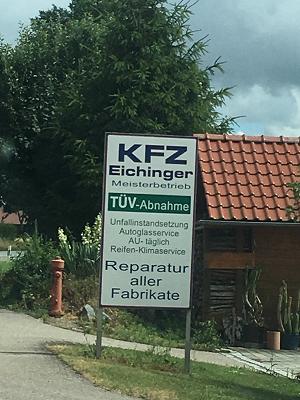 KFZ
Eichinger
Meisterbetrieb
TÜV-Abnahme
Unfallinstandsetzung
Autoglasservice
AU- täglich
Reifen-Klimaservice
Reparatur
aller
Fabrikate